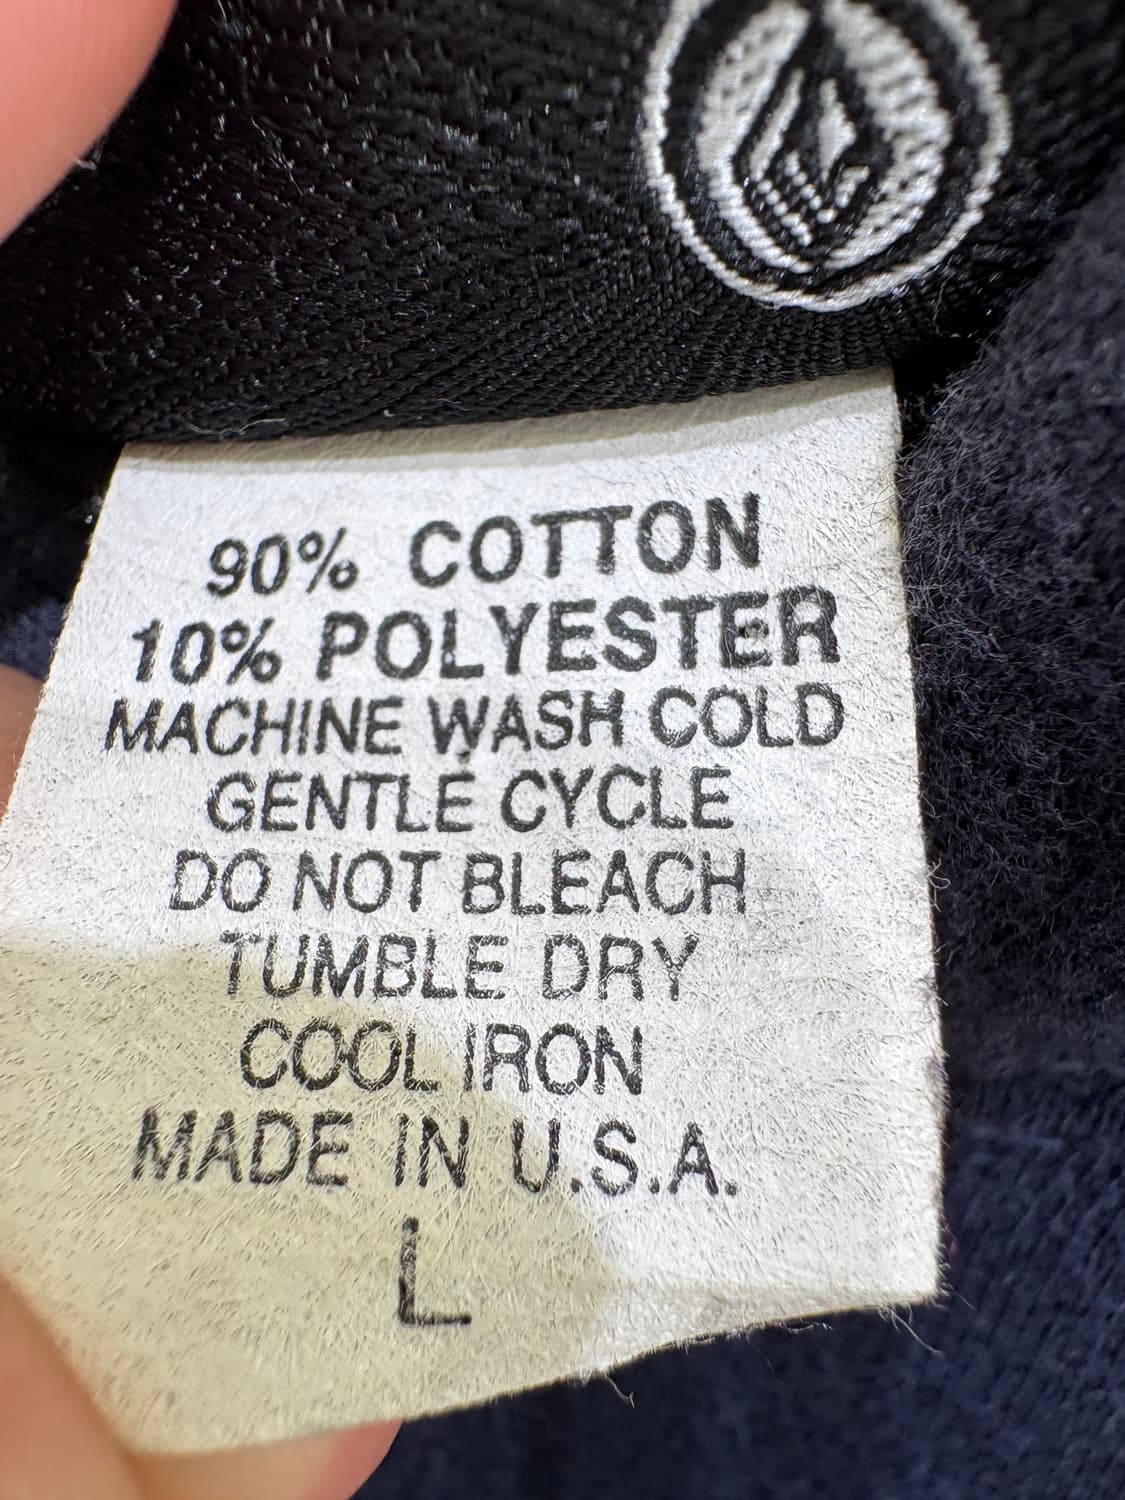 90% COTTON
10% POLYESTER
MACHINE WASH COLD
GENTLE CYCLE
DO NOT BLEACH
TUMBLE DRY
COOL IRON
MADE IN U.S.A.
L